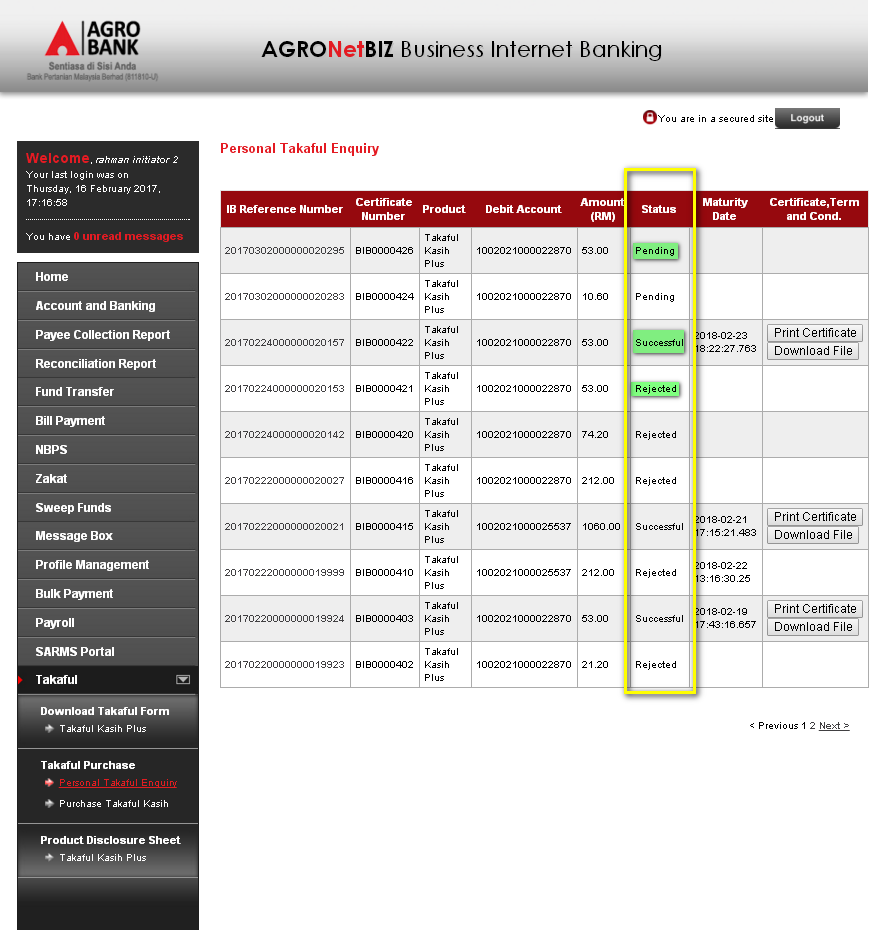 AGRO
BANK
Sentiasa di Sisi Anda
Bank Pertanian Malaysia Berhad (811810-U)
AGRONetBIZ Business Internet Banking
You are in a secured site Logout
Welcome, rahman initiator 2
Your last login was on
Thursday, 16 February 2017,
17:16:58
You have 0 unread messages
Home
Account and Banking
Payee Collection Report
Reconciliation Report
Fund Transfer
Bill Payment
NBPS
Zakat
Sweep Funds
Message Box
Profile Management
Bulk Payment
Payroll
SARMS Portal
Takaful
Download Takaful Form
Takaful Kasih Plus
Takaful Purchase
Personal Takaful Enquiry
Purchase Takaful Kasih
Product Disclosure Sheet
Takaful Kasih Plus
Personal Takaful Enquiry
IB Reference Number Certificate Number Product Debit Account Amount (RM) Status Maturity Date Certificate,Term and Cond.
20170302000000020295 BIB0000426 Takaful Kasih Plus 1002021000022870 53.00 Pending
20170302000000020283 BIB0000424 Takaful Kasih Plus 1002021000022870 10.60 Pending
20170224000000020157 BIB0000422 Takaful Kasih Plus 1002021000022870 53.00 Successful 2018-02-23 18:22:27.763 Print Certificate Download File
20170224000000020153 BIB0000421 Takaful Kasih Plus 1002021000022870 53.00 Rejected
20170224000000020142 BIB0000420 Takaful Kasih Plus 1002021000022870 74.20 Rejected
20170222000000020027 BIB0000416 Takaful Kasih Plus 1002021000022870 212.00 Rejected
20170222000000020021 BIB0000415 Takaful Kasih Plus 1002021000025537 1060.00 Successful 2018-02-21 17:15:21.483 Print Certificate Download File
20170222000000019999 BIB0000410 Takaful Kasih Plus 1002021000025537 212.00 Rejected 2018-02-22 13:16:30.25
20170220000000019924 BIB0000403 Takaful Kasih Plus 1002021000022870 53.00 Successful 2018-02-19 17:43:16.657 Print Certificate Download File
20170220000000019923 BIB0000402 Takaful Kasih Plus 1002021000022870 21.20 Rejected
< Previous 1 2 Next >